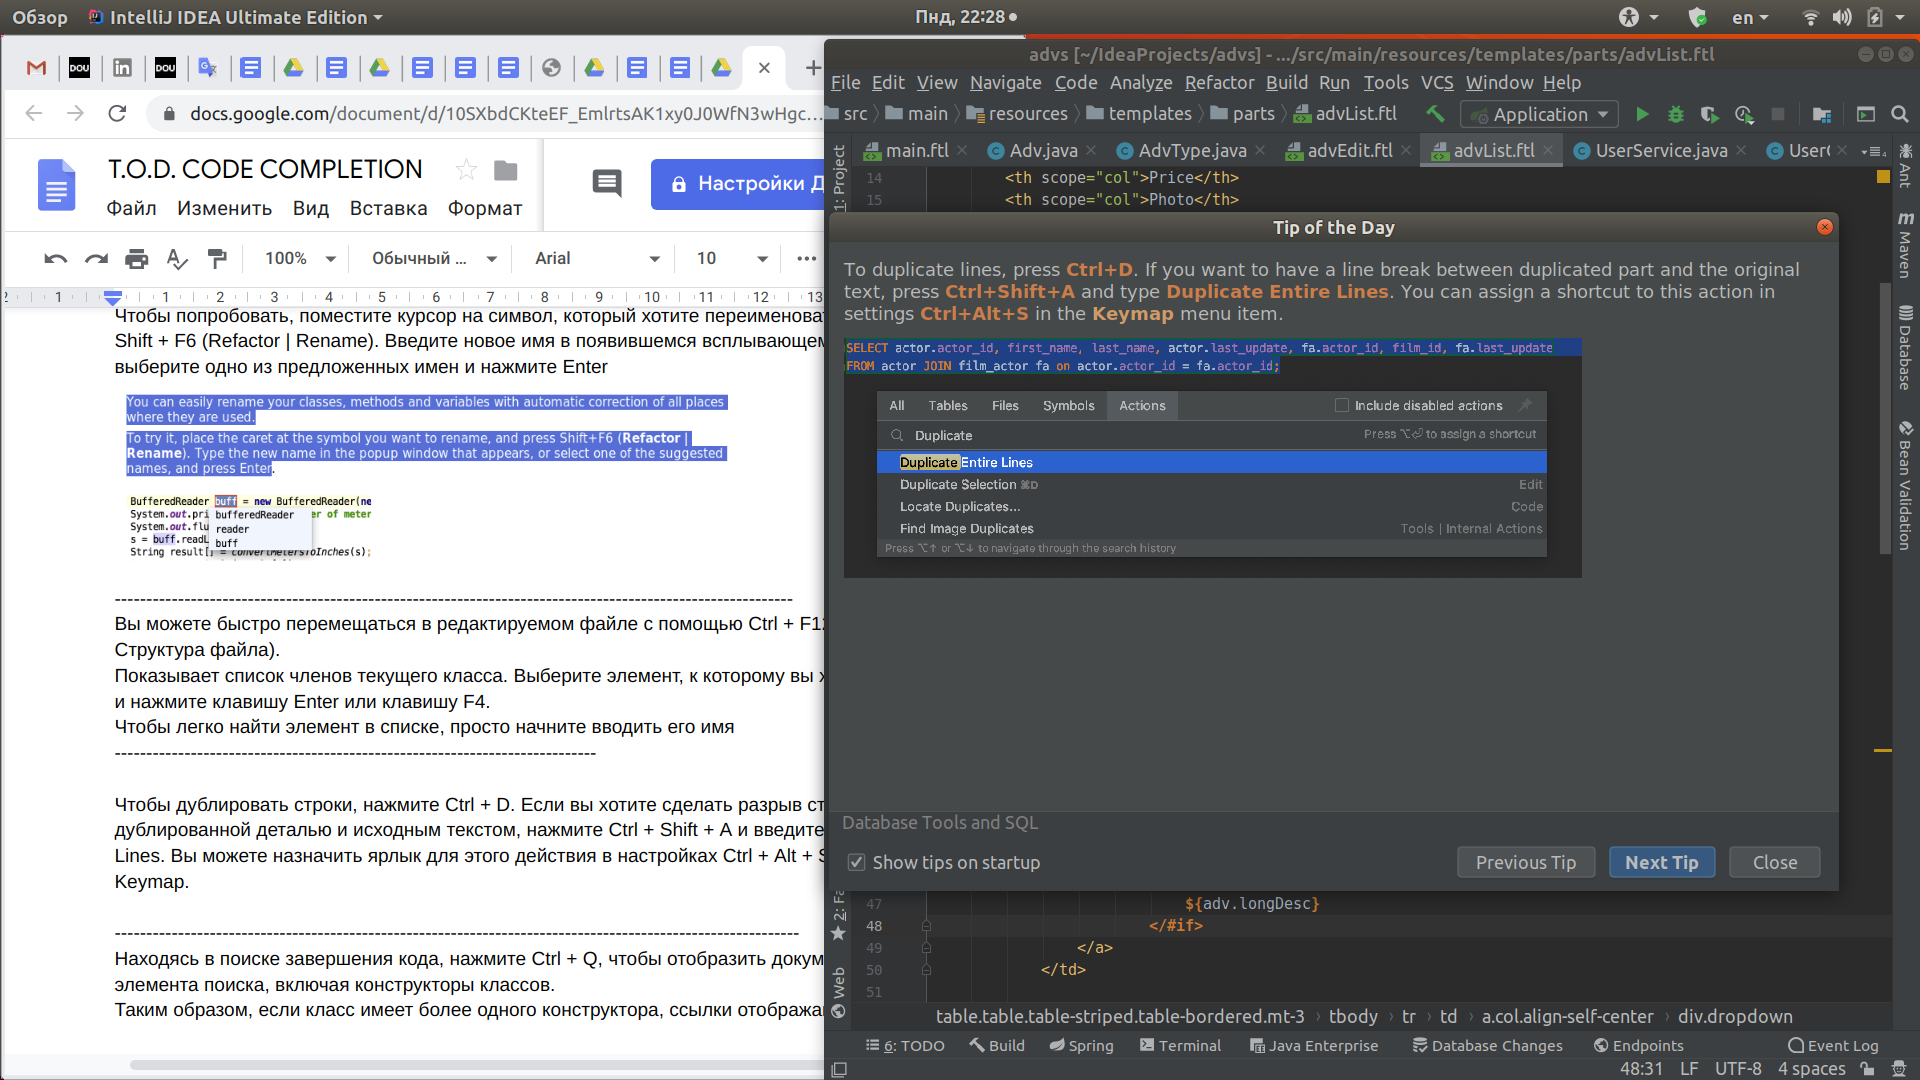 Обзор
IntelliJ IDEA Ultimate Edition
Пнд, 22:28
en
docs.google.com/document/d/10SXbdCKteEF_EmlrtsAK1xy0J0WfN3wHgc...
T.O.D. CODE COMPLETION
Файл Изменить Вид Вставка Формат
Настройки Д
100% Обычный ... Arial 10
2 1 1 2 3 4 5 6 7 8 9 10 11 12 13
Чтобы попробовать, поместите курсор на символ, который хотите переименова
Shift + F6 (Refactor | Rename). Введите новое имя в появившемся всплывающем
выберите одно из предложенных имен и нажмите Enter
You can easily rename your classes, methods and variables with automatic correction of all places
where they are used.
To try it, place the caret at the symbol you want to rename, and press Shift+F6 (Refactor |
Rename). Type the new name in the popup window that appears, or select one of the suggested
names, and press Enter.
BufferedReader buff = new BufferedReader(ne
System.out.pri bufferedReader er of meter
System.out.flu reader
s = buff.readL buff
String result[] = convertMetersToInches(s);
Вы можете быстро перемещаться в редактируемом файле с помощью Ctrl + F12
Структура файла).
Показывает список членов текущего класса. Выберите элемент, к которому вы х
и нажмите клавишу Enter или клавишу F4.
Чтобы легко найти элемент в списке, просто начните вводить его имя
Чтобы дублировать строки, нажмите Ctrl + D. Если вы хотите сделать разрыв ст
дублированной деталью и исходным текстом, нажмите Ctrl + Shift + A и введите
Lines. Вы можете назначить ярлык для этого действия в настройках Ctrl + Alt + S
Keymap.
Находясь в поиске завершения кода, нажмите Ctrl + Q, чтобы отобразить докум
элемента поиска, включая конструкторы классов.
Таким образом, если класс имеет более одного конструктора, ссылки отобража
advs [~/IdeaProjects/advs] - .../src/main/resources/templates/parts/advList.ftl
File Edit View Navigate Code Analyze Refactor Build Run Tools VCS Window Help
src main resources templates parts advList.ftl Application
main.ftl Adv.java AdvType.java advEdit.ftl advList.ftl UserService.java User
1: Project
14 <th scope="col">Price</th>
15 <th scope="col">Photo</th>
Tip of the Day
To duplicate lines, press Ctrl+D. If you want to have a line break between duplicated part and the original
text, press Ctrl+Shift+A and type Duplicate Entire Lines. You can assign a shortcut to this action in
settings Ctrl+Alt+S in the Keymap menu item.
SELECT actor.actor_id, first_name, last_name, actor.last_update, fa.actor_id, film_id, fa.last_update
FROM actor JOIN film_actor fa on actor.actor_id = fa.actor_id;
All Tables Files Symbols Actions Include disabled actions
Duplicate Press ⌥⏎ to assign a shortcut
Duplicate Entire Lines
Duplicate Selection ⌘D Edit
Locate Duplicates... Code
Find Image Duplicates Tools | Internal Actions
Press ⌥↑ or ⌥↓ to navigate through the search history
Database Tools and SQL
Show tips on startup
Previous Tip Next Tip Close
Ant
Maven
Database
Bean Validation
2: Fa
Web
47 ${adv.longDesc}
48 </#if>
49 </a>
50 </td>
51
table.table.table-striped.table-bordered.mt-3 › tbody › tr › td › a.col.align-self-center › div.dropdown
6: TODO Build Spring Terminal Java Enterprise Database Changes Endpoints Event Log
48:31 LF UTF-8 4 spaces